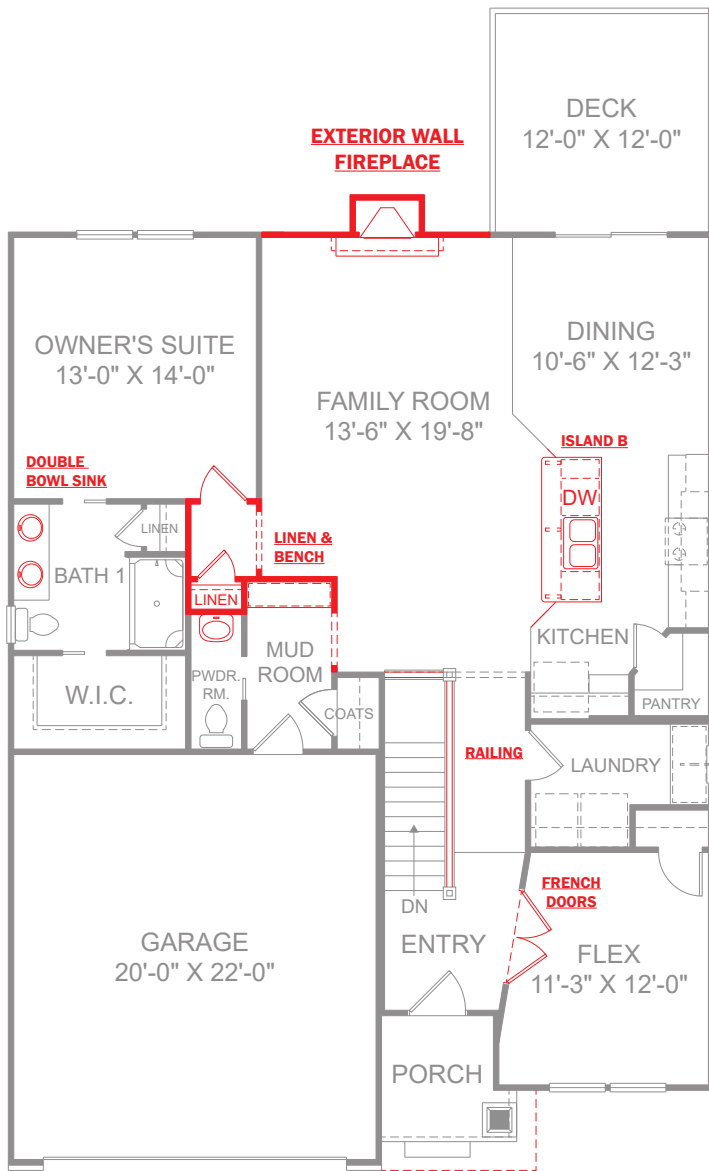 DECK
12'-0" X 12'-0"
EXTERIOR WALL
FIREPLACE
OWNER'S SUITE
13'-0" X 14'-0"
DINING
10'-6" X 12'-3"
FAMILY ROOM
13'-6" X 19'-8"
ISLAND B
DOUBLE
BOWL SINK
DW
LINEN
LINEN &
BENCH
BATH 1
LINEN
KITCHEN
MUD
ROOM
PWDR.
RM.
W.I.C.
PANTRY
COATS
RAILING
LAUNDRY
FRENCH
DOORS
DN
GARAGE
20'-0" X 22'-0"
ENTRY
FLEX
11'-3" X 12'-0"
PORCH